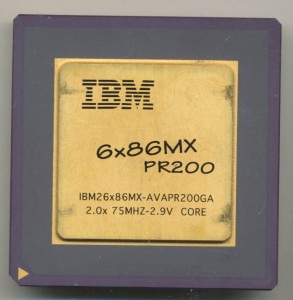 IBM
6x86MX
PR200
IBM26x86MX-AVAPR200GA
2.0x 75MHZ-2.9V CORE